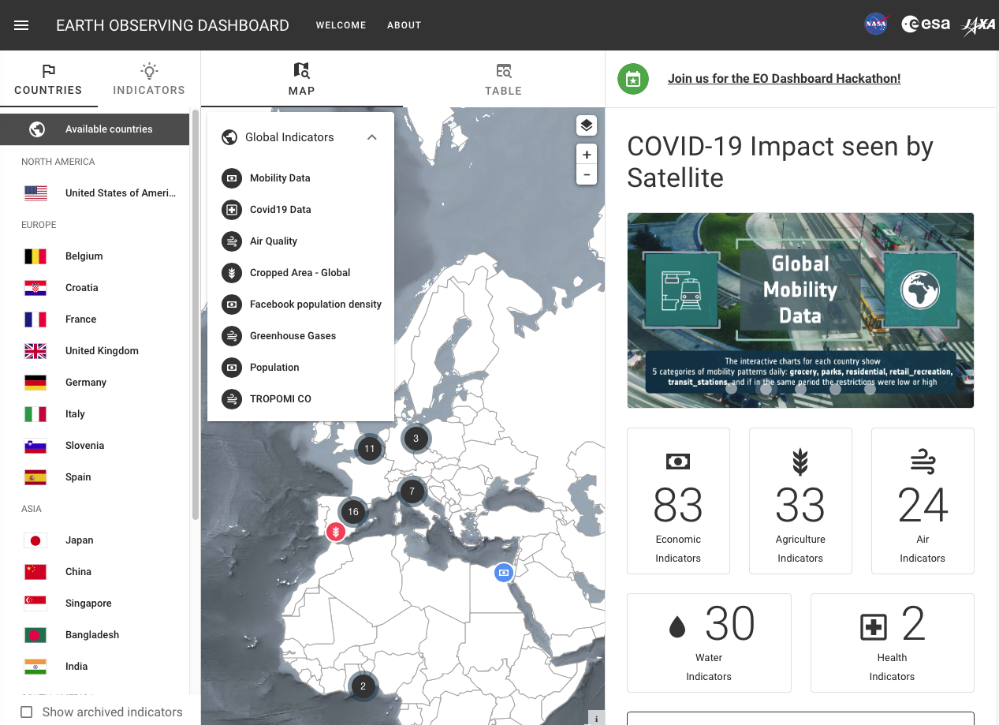 EARTH OBSERVING DASHBOARD
WELCOME
ABOUT
NASA
esa
JAXA
COUNTRIES
INDICATORS
MAP
TABLE
Join us for the EO Dashboard Hackathon!
Available countries
NORTH AMERICA
United States of Ameri...
EUROPE
Belgium
Croatia
France
United Kingdom
Germany
Italy
Slovenia
Spain
ASIA
Japan
China
Singapore
Bangladesh
India
Show archived indicators
Global Indicators
Mobility Data
Covid19 Data
Air Quality
Cropped Area - Global
Facebook population density
Greenhouse Gases
Population
TROPOMI CO
+
−
11
3
7
16
2
i
COVID-19 Impact seen by
Satellite
Global
Mobility
Data
The interactive charts for each country show
5 categories of mobility patterns daily: grocery, parks, residential, retail_recreation,
transit_stations, and if in the same period the restrictions were low or high
83
Economic
Indicators
33
Agriculture
Indicators
24
Air
Indicators
30
Water
Indicators
2
Health
Indicators